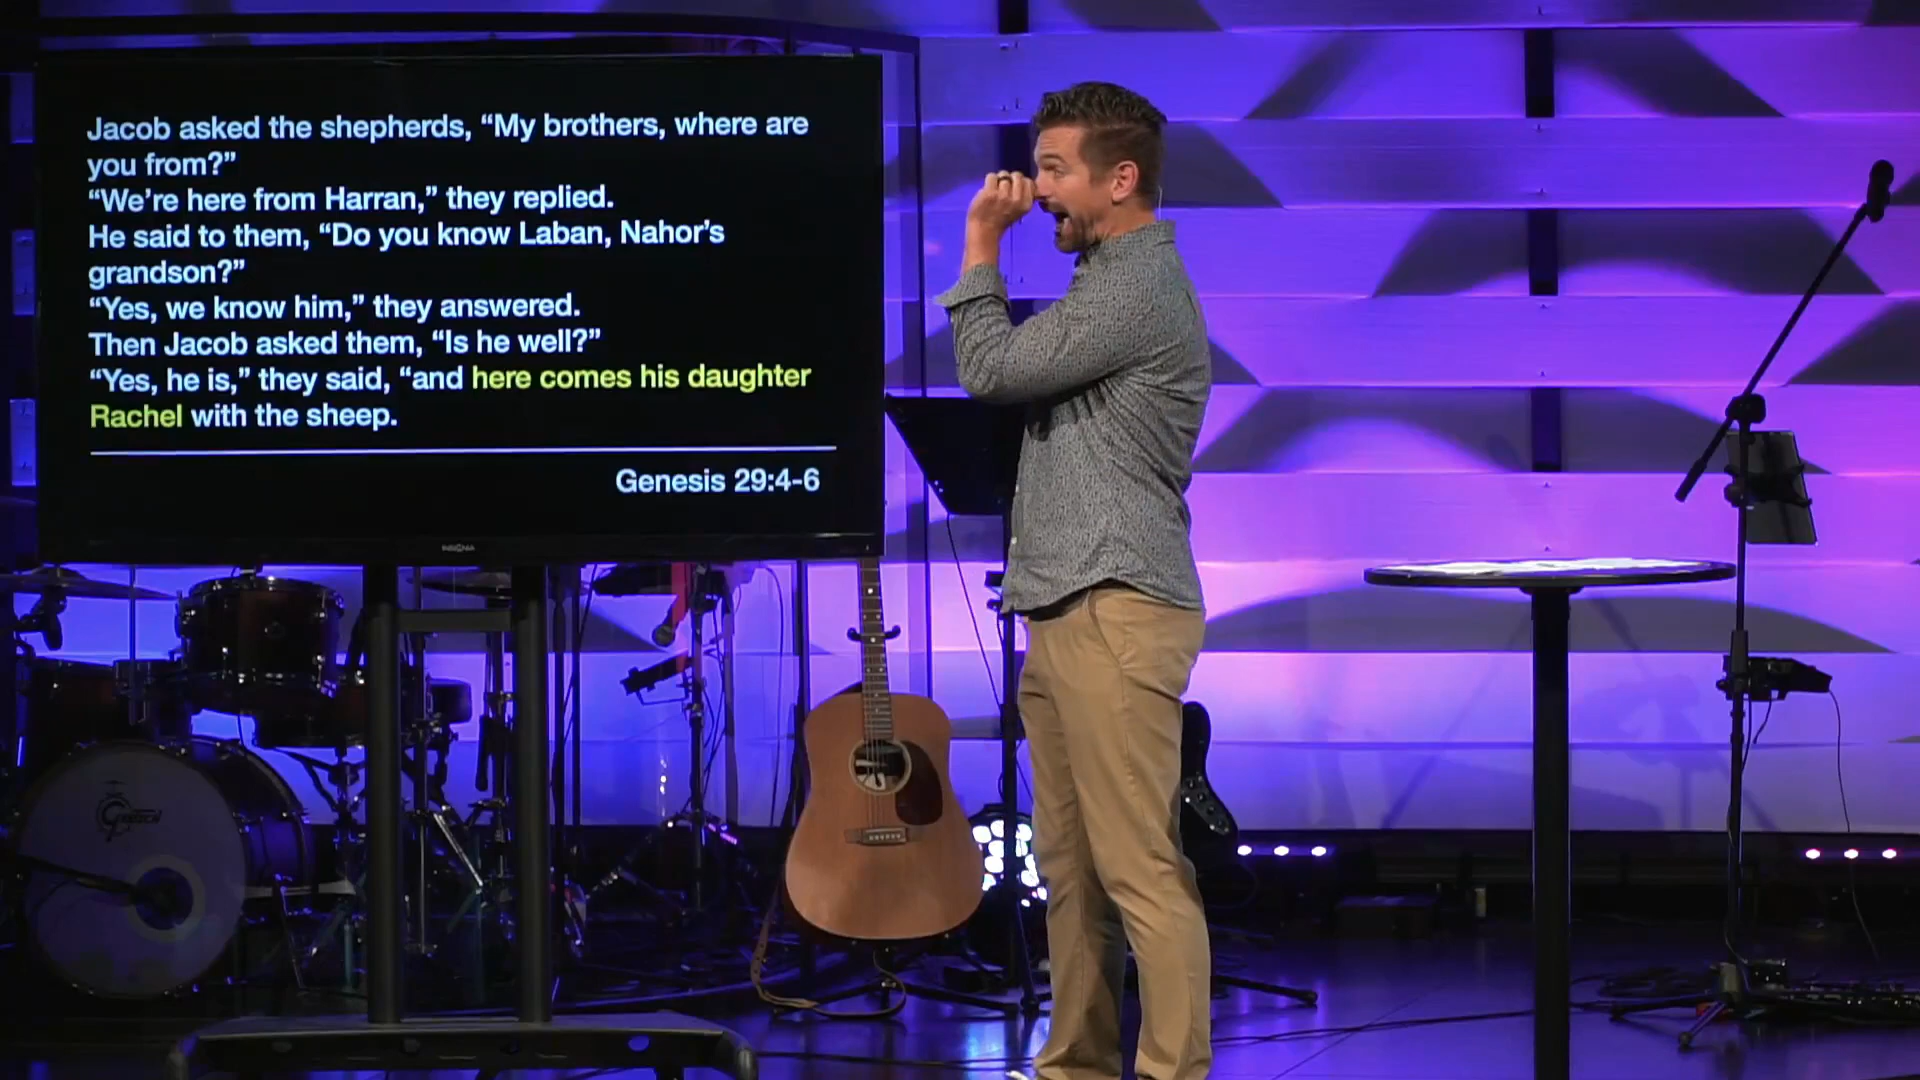 Jacob asked the shepherds, “My brothers, where are
you from?”
“We’re here from Harran,” they replied.
He said to them, “Do you know Laban, Nahor’s
grandson?”
“Yes, we know him,” they answered.
Then Jacob asked them, “Is he well?”
“Yes, he is,” they said, “and here comes his daughter
Rachel with the sheep.
Genesis 29:4-6
INSIGNIA
GRETSCH